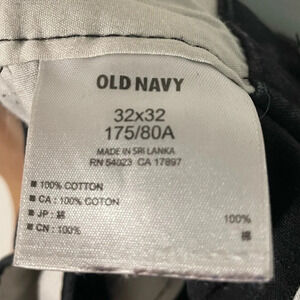 OLD NAVY
32x32
175/80A
MADE IN SRI LANKA
RN 54023 CA 17897
■ 100% COTTON
■ CA : 100% COTON
■ JP : 綿
■ CN : 100%
100%
棉